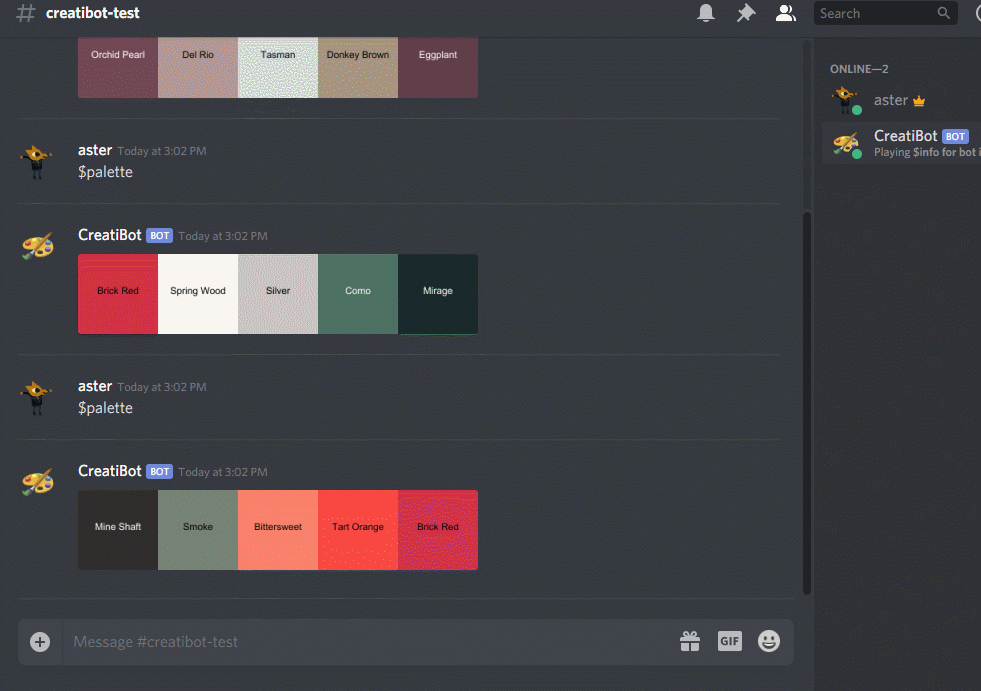 # creatibot-test
Search
Orchid Pearl Del Rio Tasman Donkey Brown Eggplant
aster Today at 3:02 PM
$palette
CreatiBot BOT Today at 3:02 PM
Brick Red Spring Wood Silver Como Mirage
aster Today at 3:02 PM
$palette
CreatiBot BOT Today at 3:02 PM
Mine Shaft Smoke Bittersweet Tart Orange Brick Red
Message #creatibot-test
GIF
ONLINE—2
aster
CreatiBot BOT
Playing $info for bot i